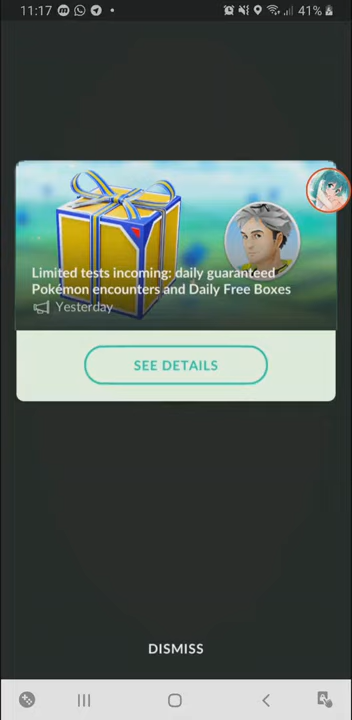 11:17
41%
Limited tests incoming: daily guaranteed
Pokémon encounters and Daily Free Boxes
Yesterday
SEE DETAILS
DISMISS